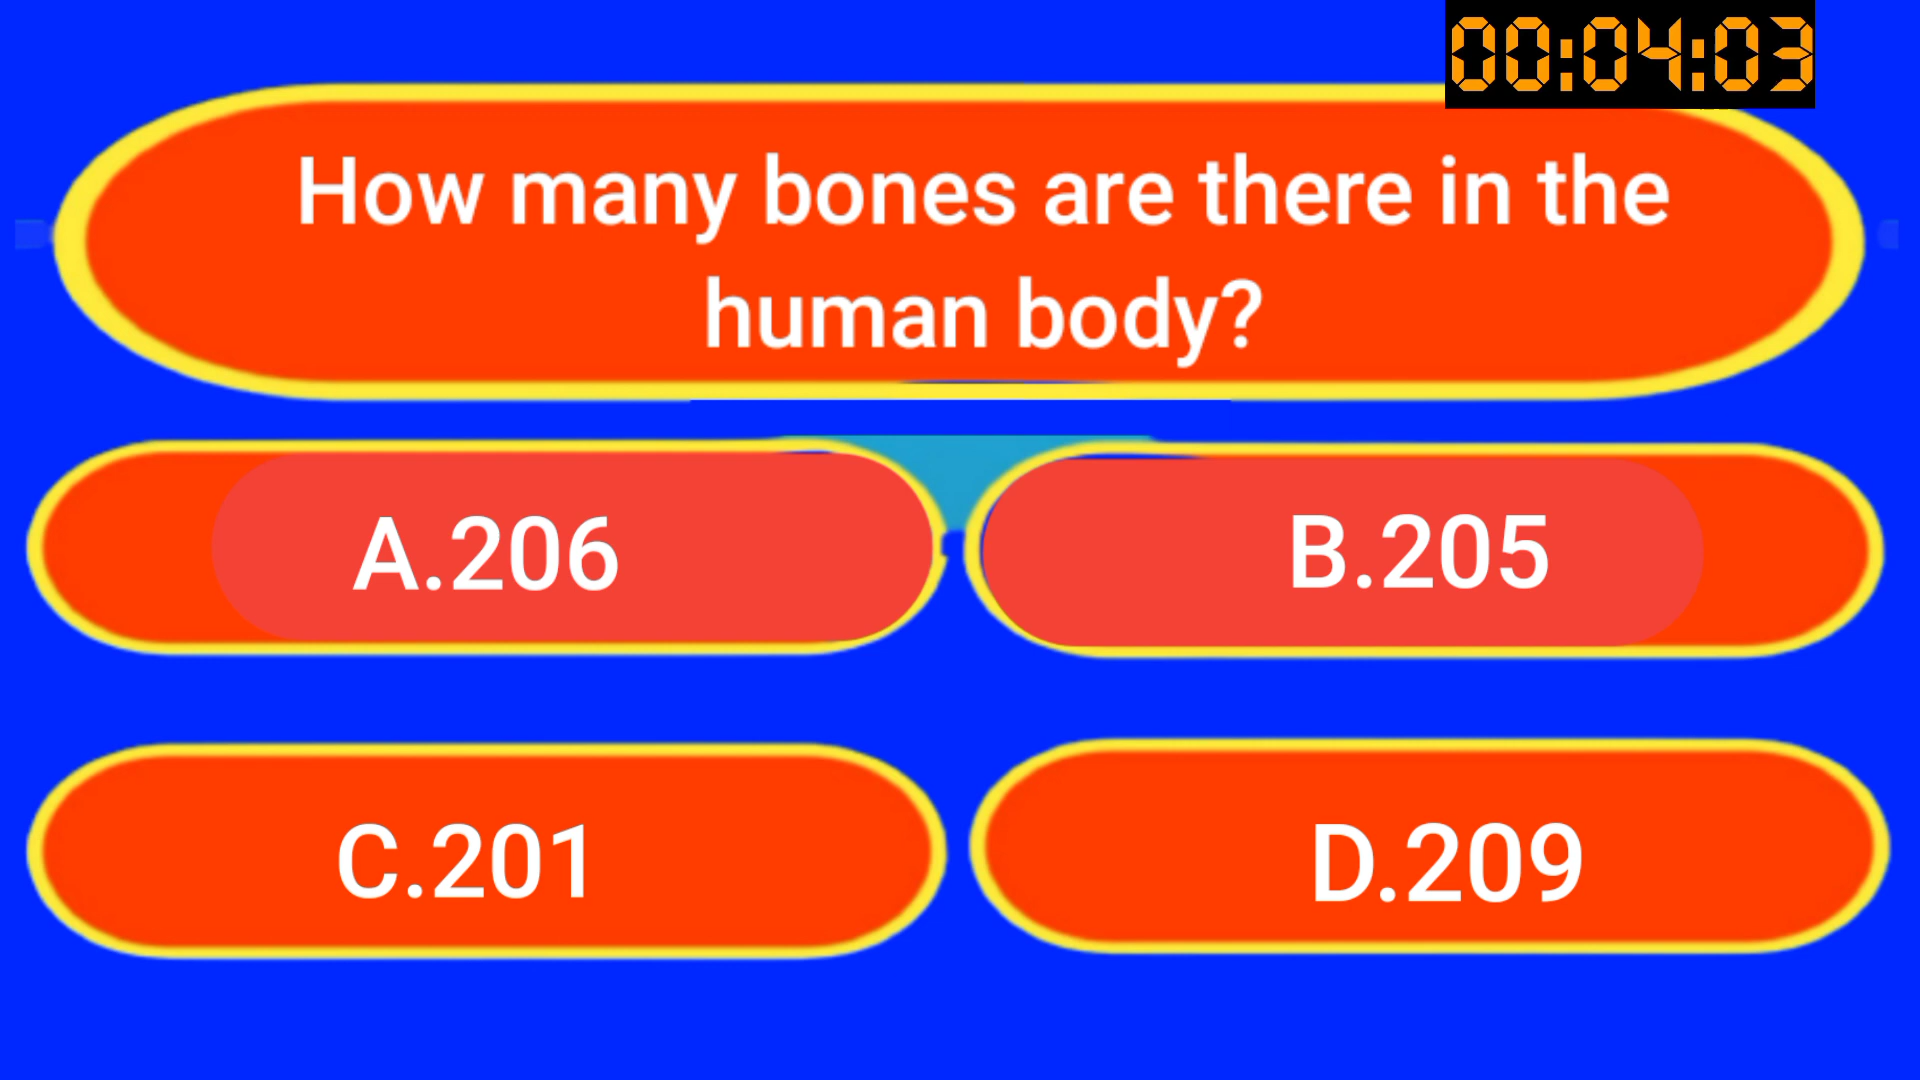 00:04:03
How many bones are there in the
human body?
A.206
B.205
C.201
D.209